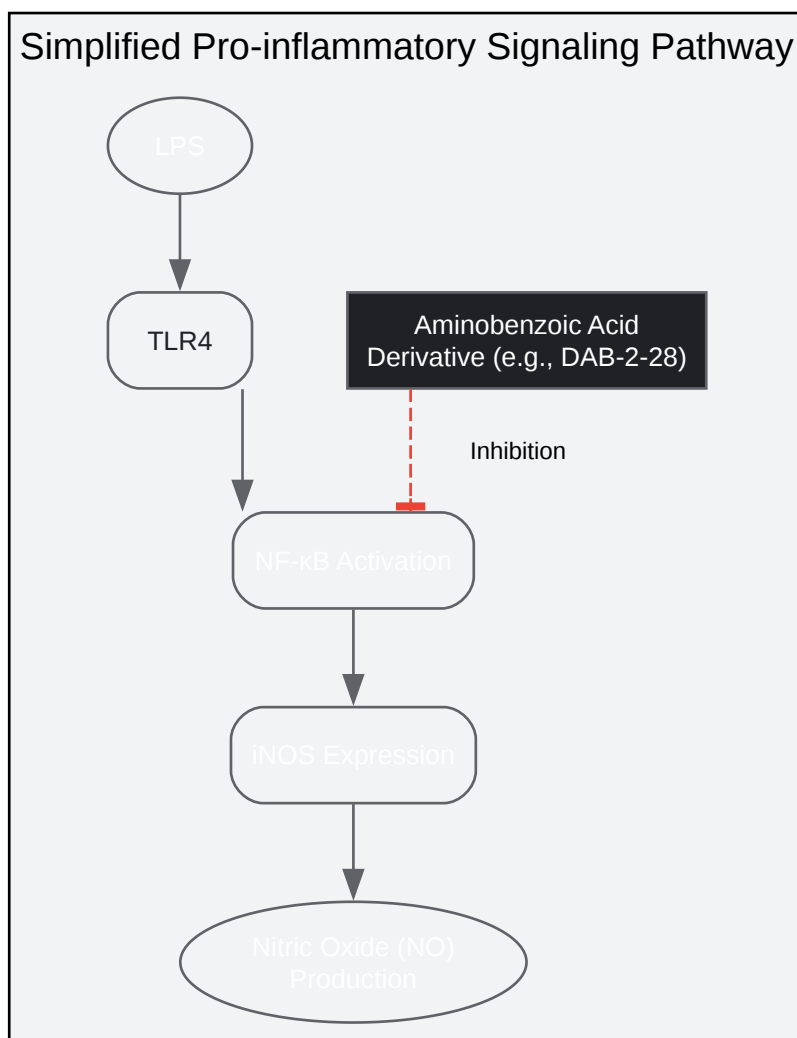 Simplified Pro-inflammatory Signaling Pathway
LPS
TLR4
Aminobenzoic Acid
Derivative (e.g., DAB-2-28)
Inhibition
NF-κB Activation
iNOS Expression
Nitric Oxide (NO)
Production